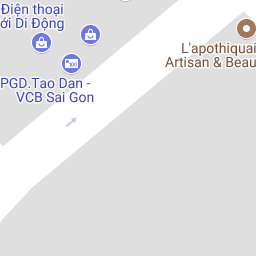 Điện thoại
ới Di Động
L'apothiquai
Artisan & Beau
PGD.Tao Dan -
VCB Sai Gon